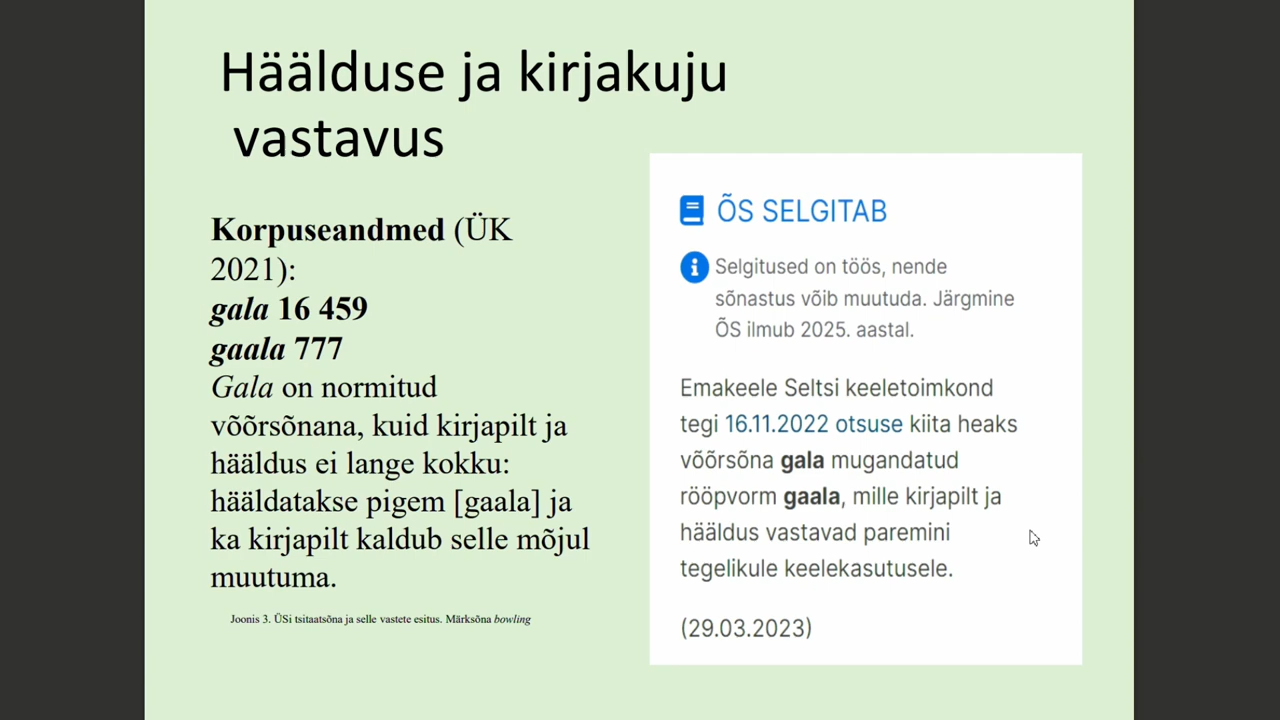 Häälduse ja kirjakuju
vastavus
Korpuseandmed (ÜK
2021):
gala 16 459
gaala 777
Gala on normitud
võõrsõnana, kuid kirjapilt ja
hääldus ei lange kokku:
hääldatakse pigem [gaala] ja
ka kirjapilt kaldub selle mõjul
muutuma.
Joonis 3. ÜSi tsitaatsõna ja selle vastete esitus. Märksõna bowling
ÕS SELGITAB
Selgitused on töös, nende
sõnastus võib muutuda. Järgmine
ÕS ilmub 2025. aastal.
Emakeele Seltsi keeletoimkond
tegi 16.11.2022 otsuse kiita heaks
võõrsõna gala mugandatud
rööpvorm gaala, mille kirjapilt ja
hääldus vastavad paremini
tegelikule keelekasutusele.
(29.03.2023)